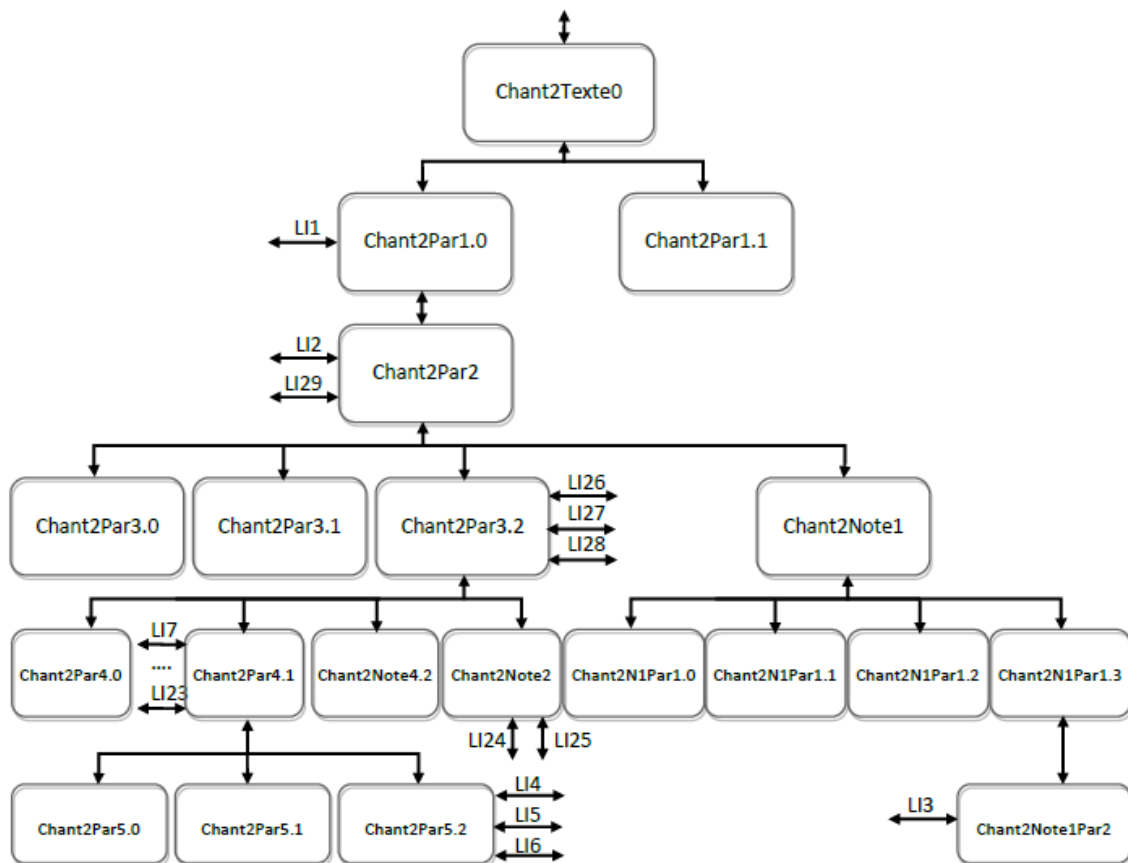 Chant2Texte0
LI1
Chant2Par1.0
Chant2Par1.1
LI2
LI29
Chant2Par2
Chant2Par3.0
Chant2Par3.1
Chant2Par3.2
LI26
LI27
LI28
Chant2Note1
Chant2Par4.0
LI7
....
LI23
Chant2Par4.1
Chant2Note4.2
Chant2Note2
Chant2N1Par1.0
Chant2N1Par1.1
Chant2N1Par1.2
Chant2N1Par1.3
LI24
LI25
Chant2Par5.0
Chant2Par5.1
Chant2Par5.2
LI4
LI5
LI6
LI3
Chant2Note1Par2